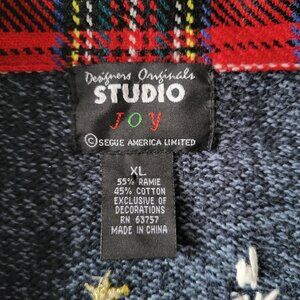 Designers Originals
STUDIO
JOY
©SEGUE AMERICA LIMITED
XL
55% RAMIE
45% COTTON
EXCLUSIVE OF
DECORATIONS
RN 63757
MADE IN CHINA